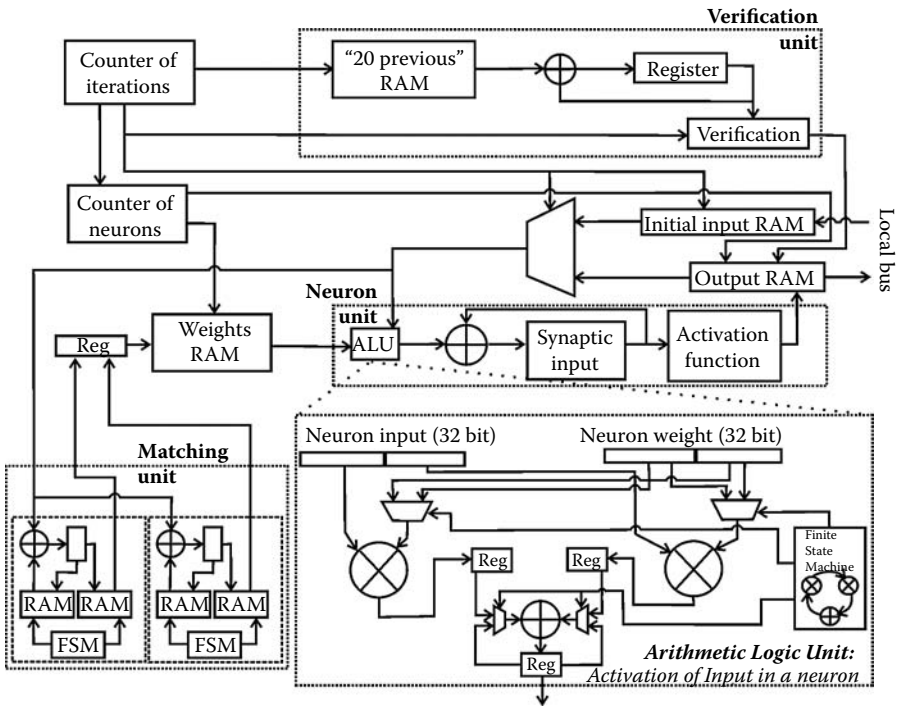 Verification
unit
Counter of
iterations
“20 previous”
RAM
Register
Verification
Counter of
neurons
Initial input RAM
Output RAM
Local bus
Neuron
unit
Reg
Weights
RAM
ALU
Synaptic
input
Activation
function
Matching
unit
RAM
RAM
FSM
RAM
RAM
FSM
Neuron input (32 bit)
Neuron weight (32 bit)
Reg
Reg
Finite
State
Machine
Reg
Arithmetic Logic Unit:
Activation of Input in a neuron